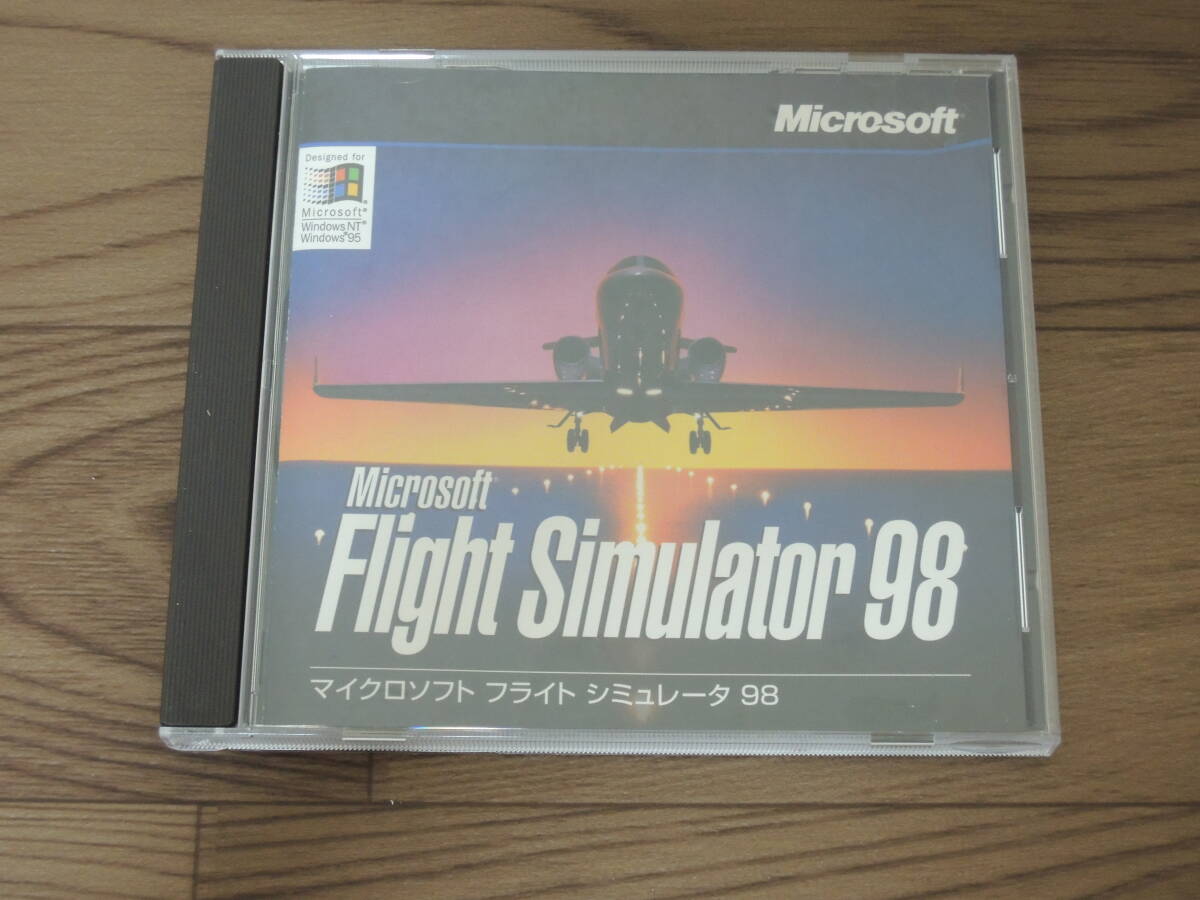 Microsoft
Designed for
Microsoft®
Windows NT®
Windows®95
Microsoft®
Flight Simulator 98
マイクロソフト フライト シミュレータ 98